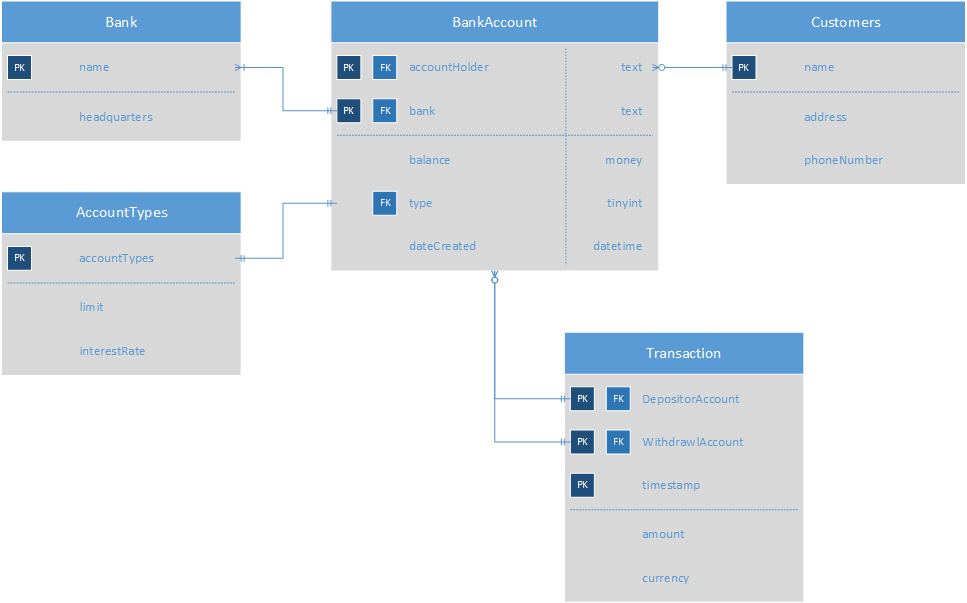 Bank
PK name
headquarters
BankAccount
PK FK accountHolder text
PK FK bank text
balance money
FK type tinyint
dateCreated datetime
Customers
PK name
address
phoneNumber
AccountTypes
PK accountTypes
limit
interestRate
Transaction
PK FK DepositorAccount
PK FK WithdrawlAccount
PK timestamp
amount
currency